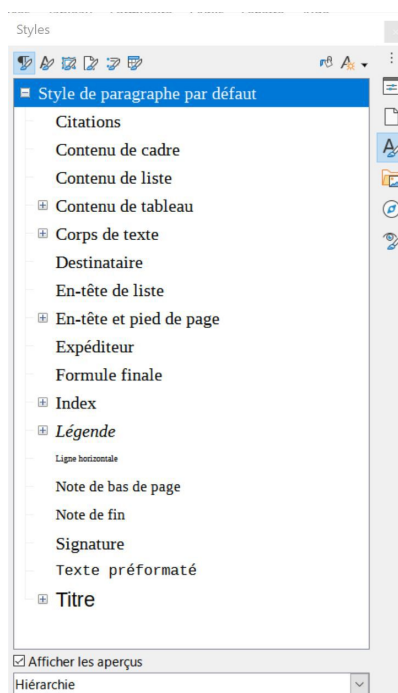 Styles
Style de paragraphe par défaut
Citations
Contenu de cadre
Contenu de liste
Contenu de tableau
Corps de texte
Destinataire
En-tête de liste
En-tête et pied de page
Expéditeur
Formule finale
Index
Légende
Ligne horizontale
Note de bas de page
Note de fin
Signature
Texte préformaté
Titre
Afficher les aperçus
Hiérarchie